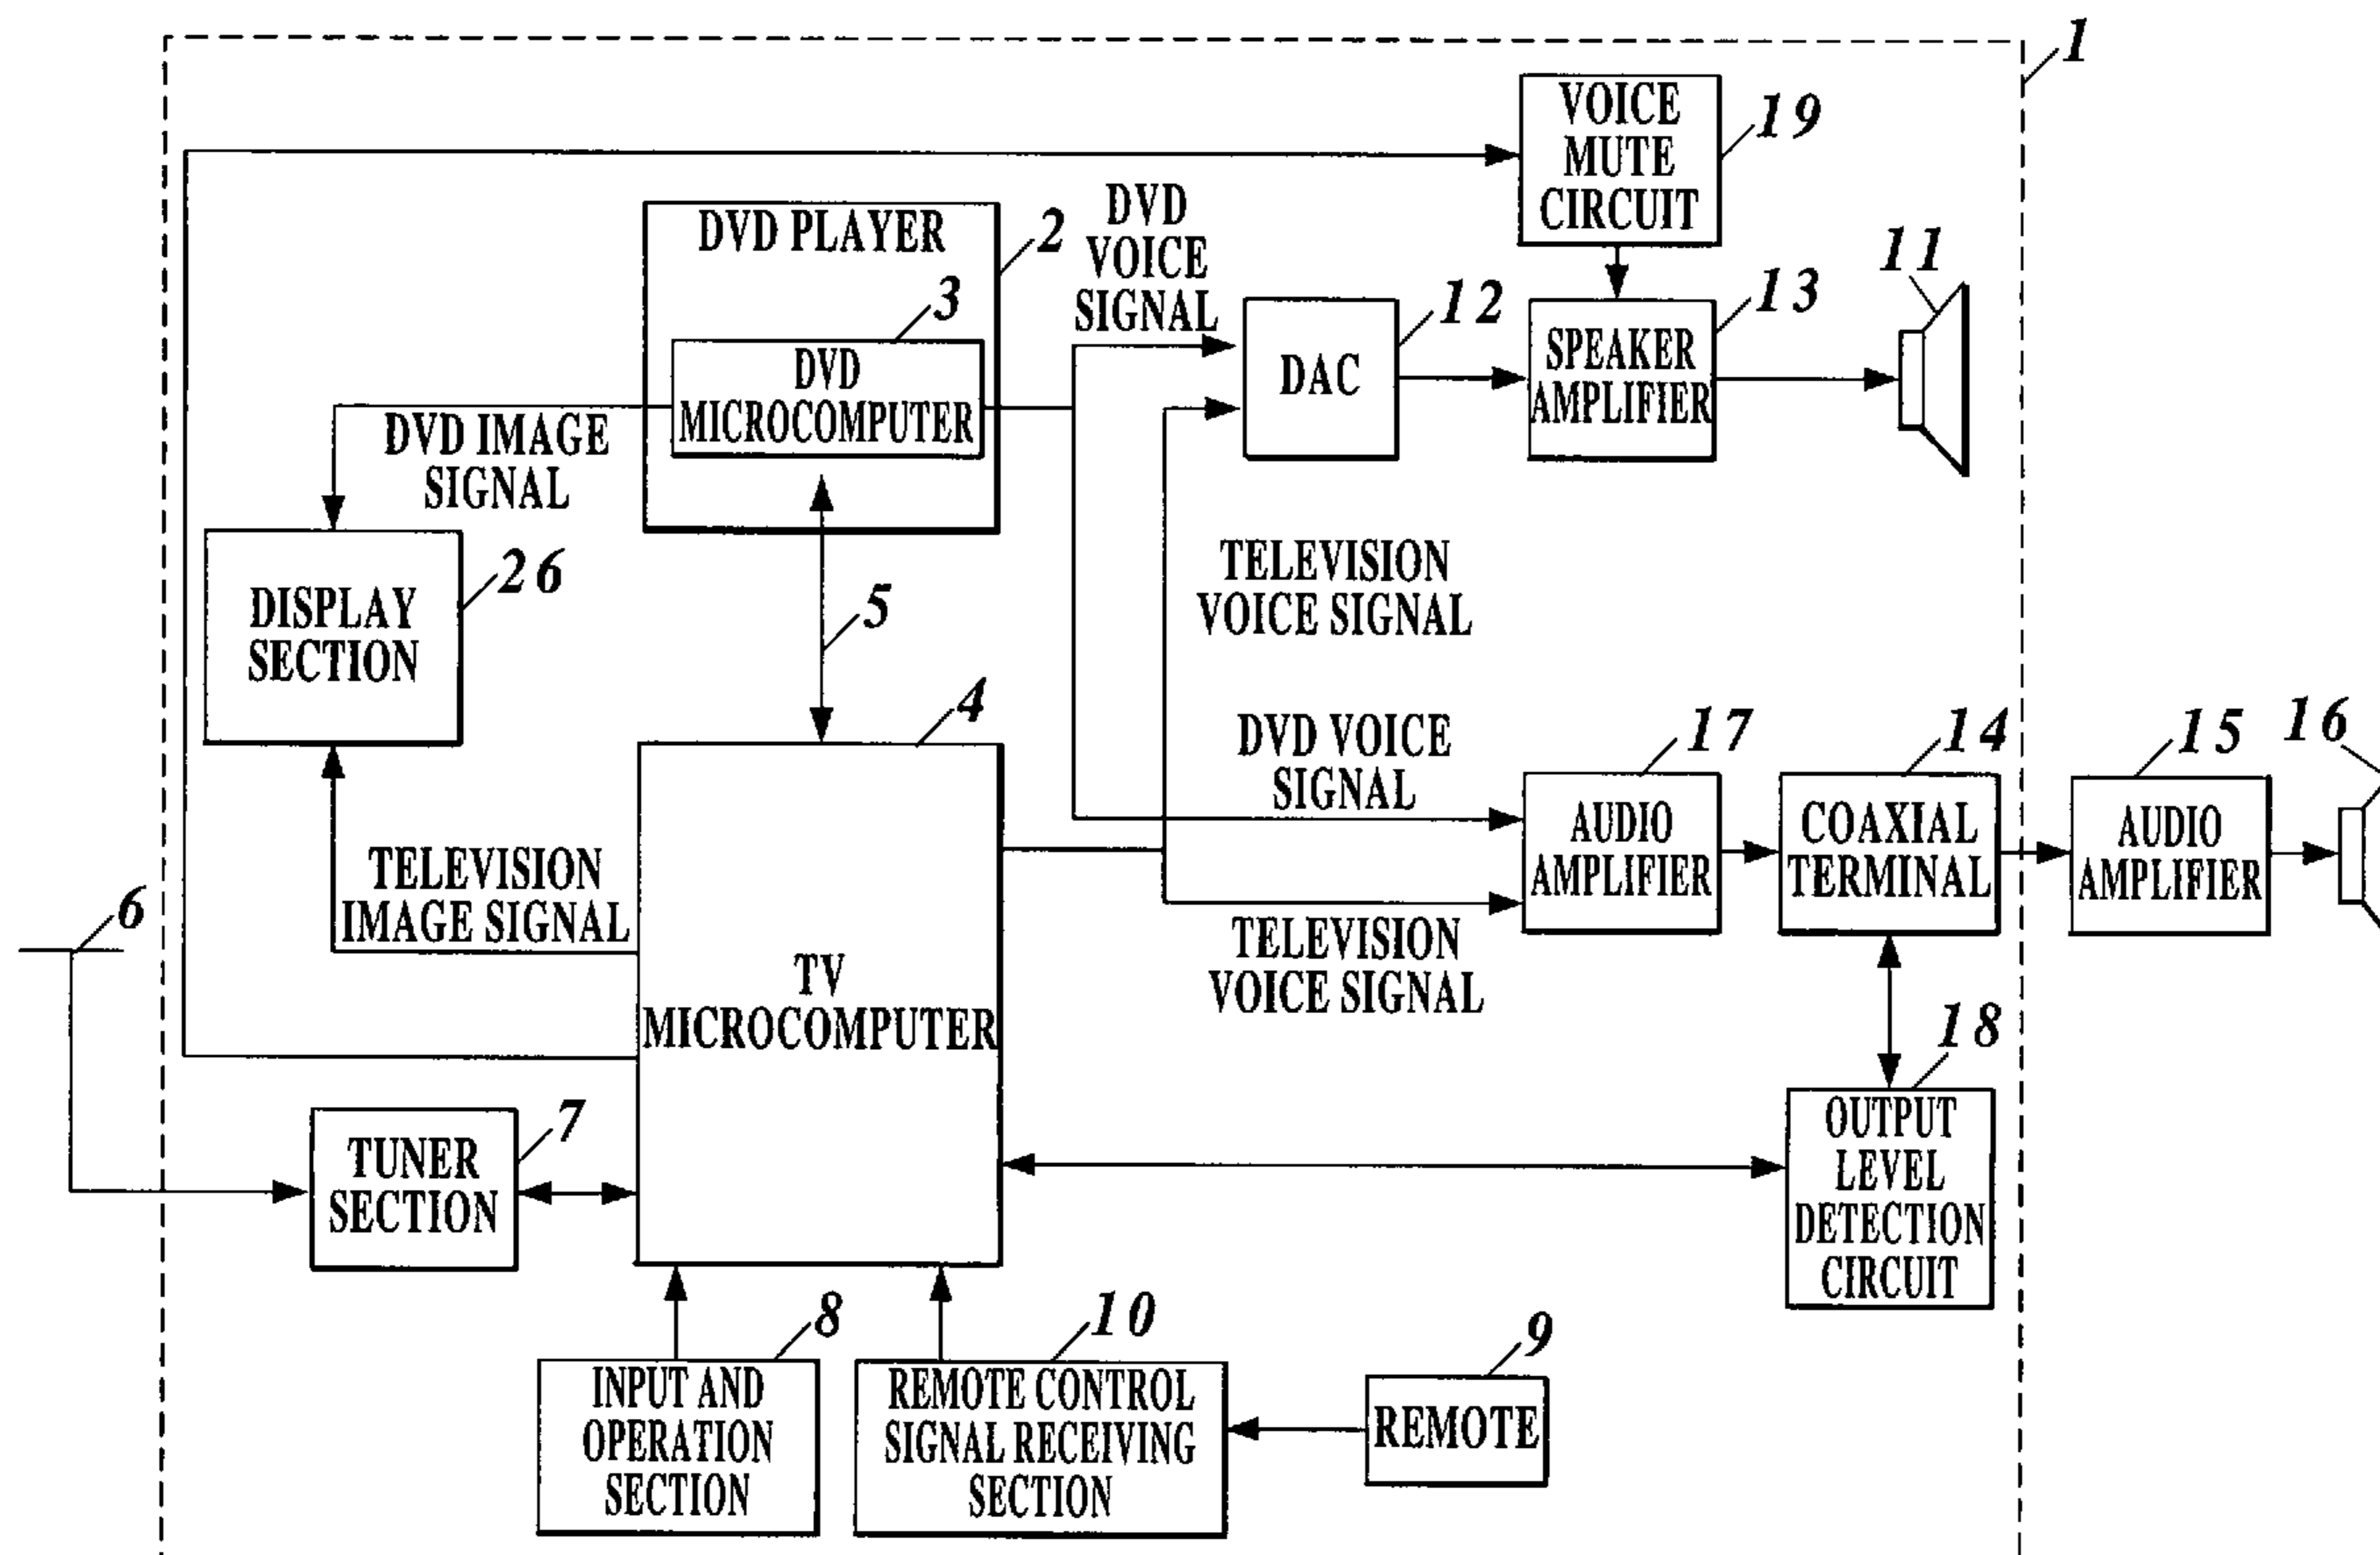 1
VOICE
MUTE
CIRCUIT
19
DVD PLAYER
2
DVD
VOICE
SIGNAL
3
DVD
MICROCOMPUTER
DAC
12
SPEAKER
AMPLIFIER
13
11
DVD IMAGE
SIGNAL
DISPLAY
SECTION
26
5
TELEVISION
VOICE SIGNAL
4
DVD VOICE
SIGNAL
17
14
15
16
AUDIO
AMPLIFIER
COAXIAL
TERMINAL
AUDIO
AMPLIFIER
TELEVISION
IMAGE SIGNAL
6
TV
MICROCOMPUTER
TELEVISION
VOICE SIGNAL
18
OUTPUT
LEVEL
DETECTION
CIRCUIT
7
TUNER
SECTION
8
INPUT AND
OPERATION
SECTION
10
REMOTE CONTROL
SIGNAL RECEIVING
SECTION
9
REMOTE